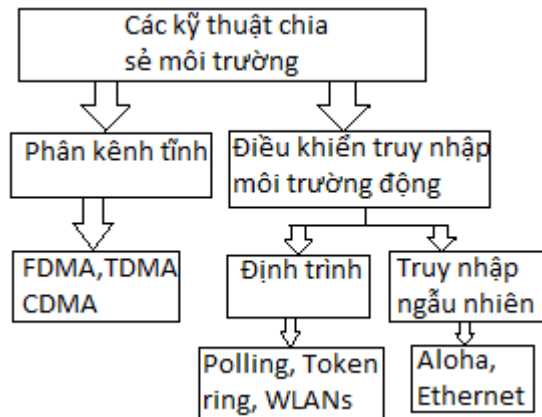 Các kỹ thuật chia
sẻ môi trường
Phân kênh tĩnh
Điều khiển truy nhập
môi trường động
FDMA,TDMA
CDMA
Định trình
Truy nhập
ngẫu nhiên
Polling, Token
ring, WLANs
Aloha,
Ethernet